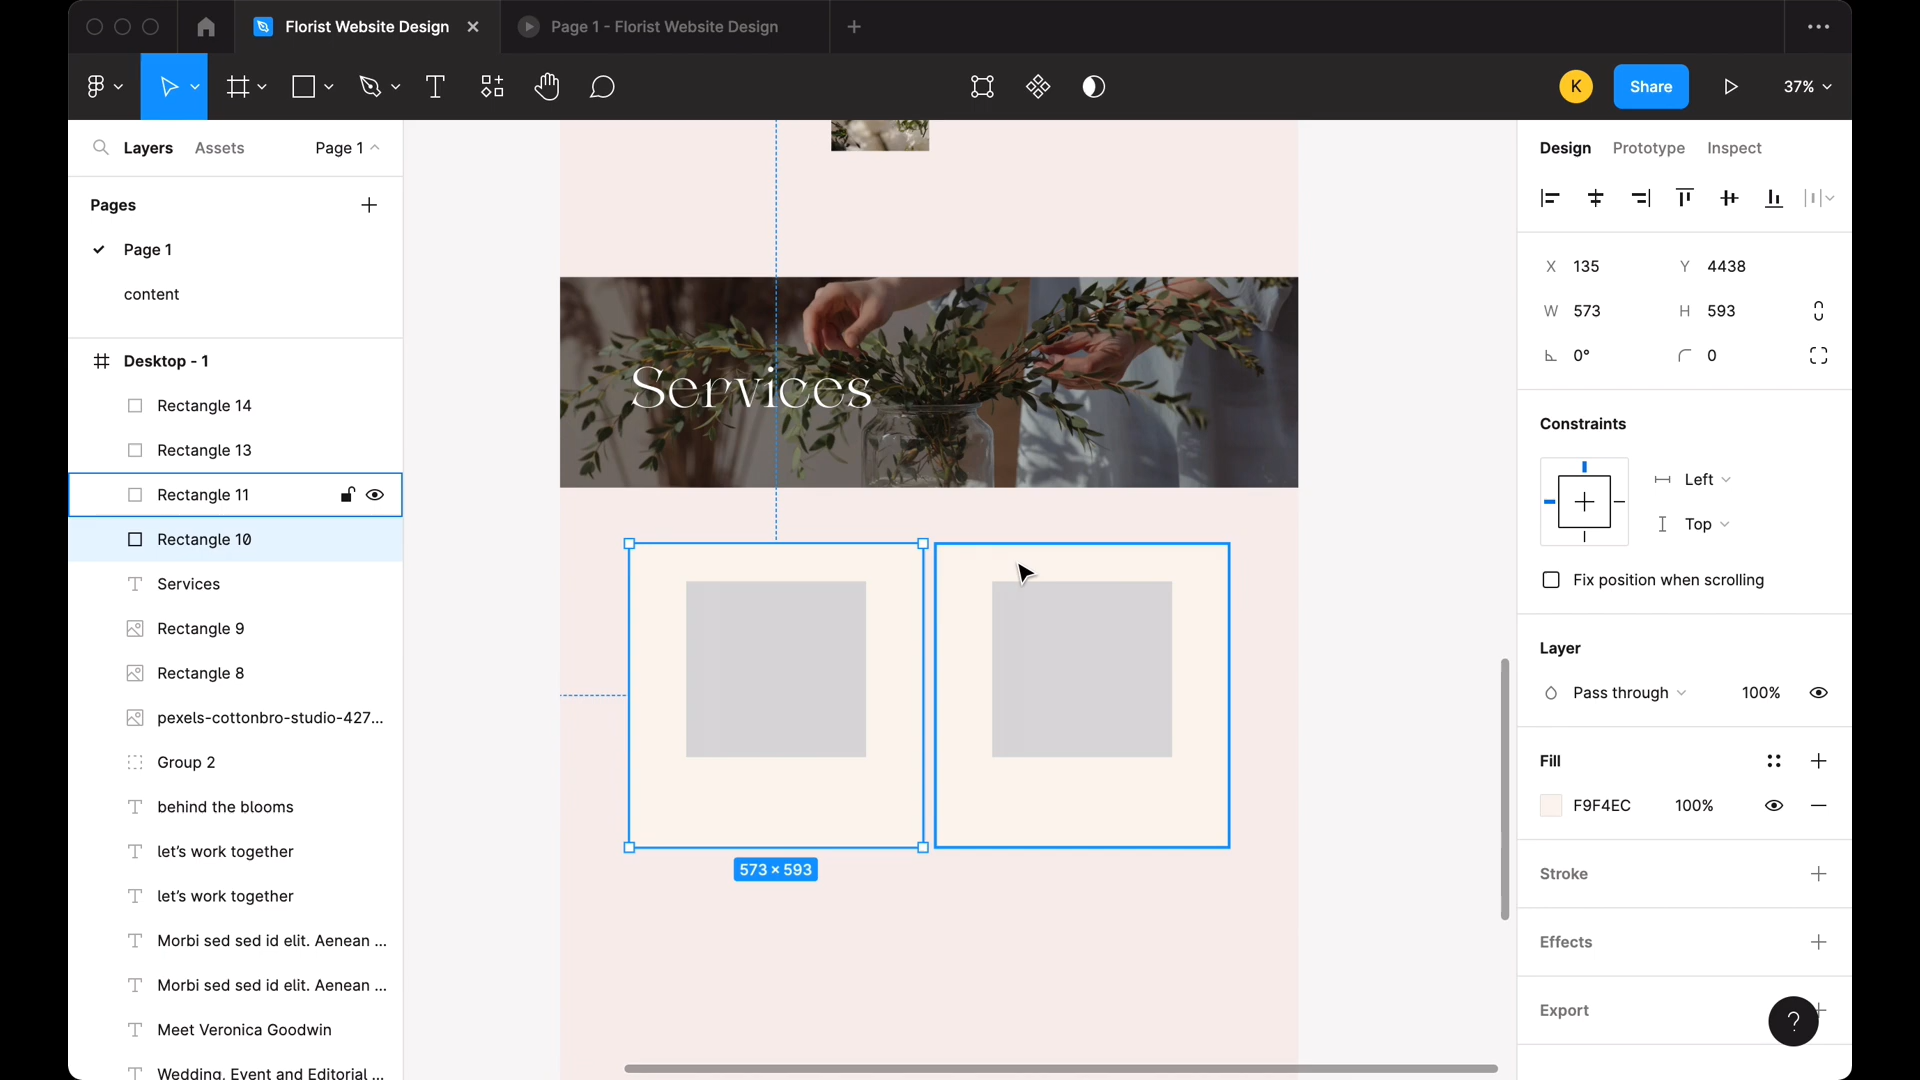 Florist Website Design
Page 1 - Florist Website Design
K
Share
37%
Layers
Assets
Page 1
Pages
Page 1
content
Desktop - 1
Rectangle 14
Rectangle 13
Rectangle 11
Rectangle 10
Services
Rectangle 9
Rectangle 8
pexels-cottonbro-studio-427...
Group 2
behind the blooms
let's work together
let's work together
Morbi sed sed id elit. Aenean ...
Morbi sed sed id elit. Aenean ...
Meet Veronica Goodwin
Wedding, Event and Editorial ...
Services
573 × 593
Design
Prototype
Inspect
X 135
Y 4438
W 573
H 593
0°
0
Constraints
Left
Top
Fix position when scrolling
Layer
Pass through
100%
Fill
F9F4EC
100%
Stroke
Effects
Export
?